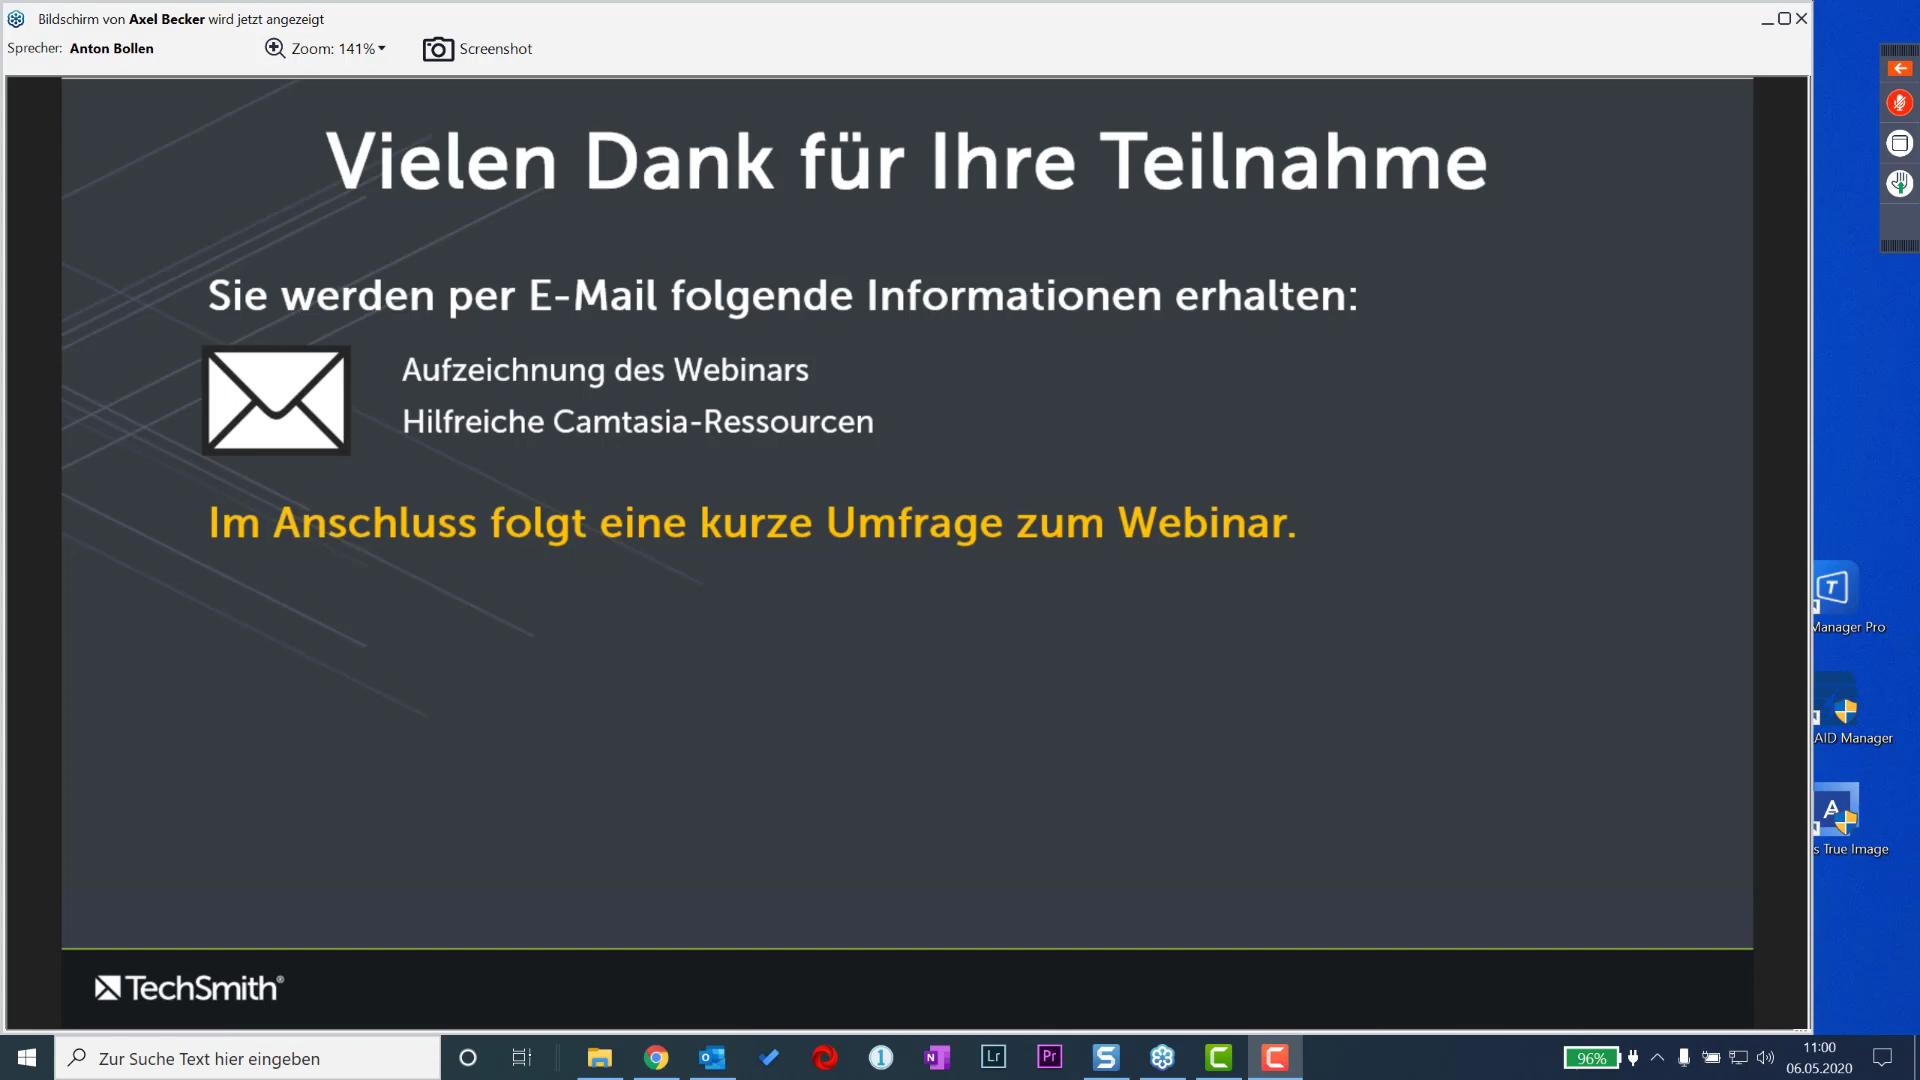 Bildschirm von Axel Becker wird jetzt angezeigt
Sprecher: Anton Bollen
Zoom: 141%
Screenshot
Vielen Dank für Ihre Teilnahme
Sie werden per E-Mail folgende Informationen erhalten:
Aufzeichnung des Webinars
Hilfreiche Camtasia-Ressourcen
Im Anschluss folgt eine kurze Umfrage zum Webinar.
T
Manager Pro
AID Manager
A
s True Image
TechSmith®
Zur Suche Text hier eingeben
1
N
Lr
Pr
S
C
C
96%
11:00
06.05.2020